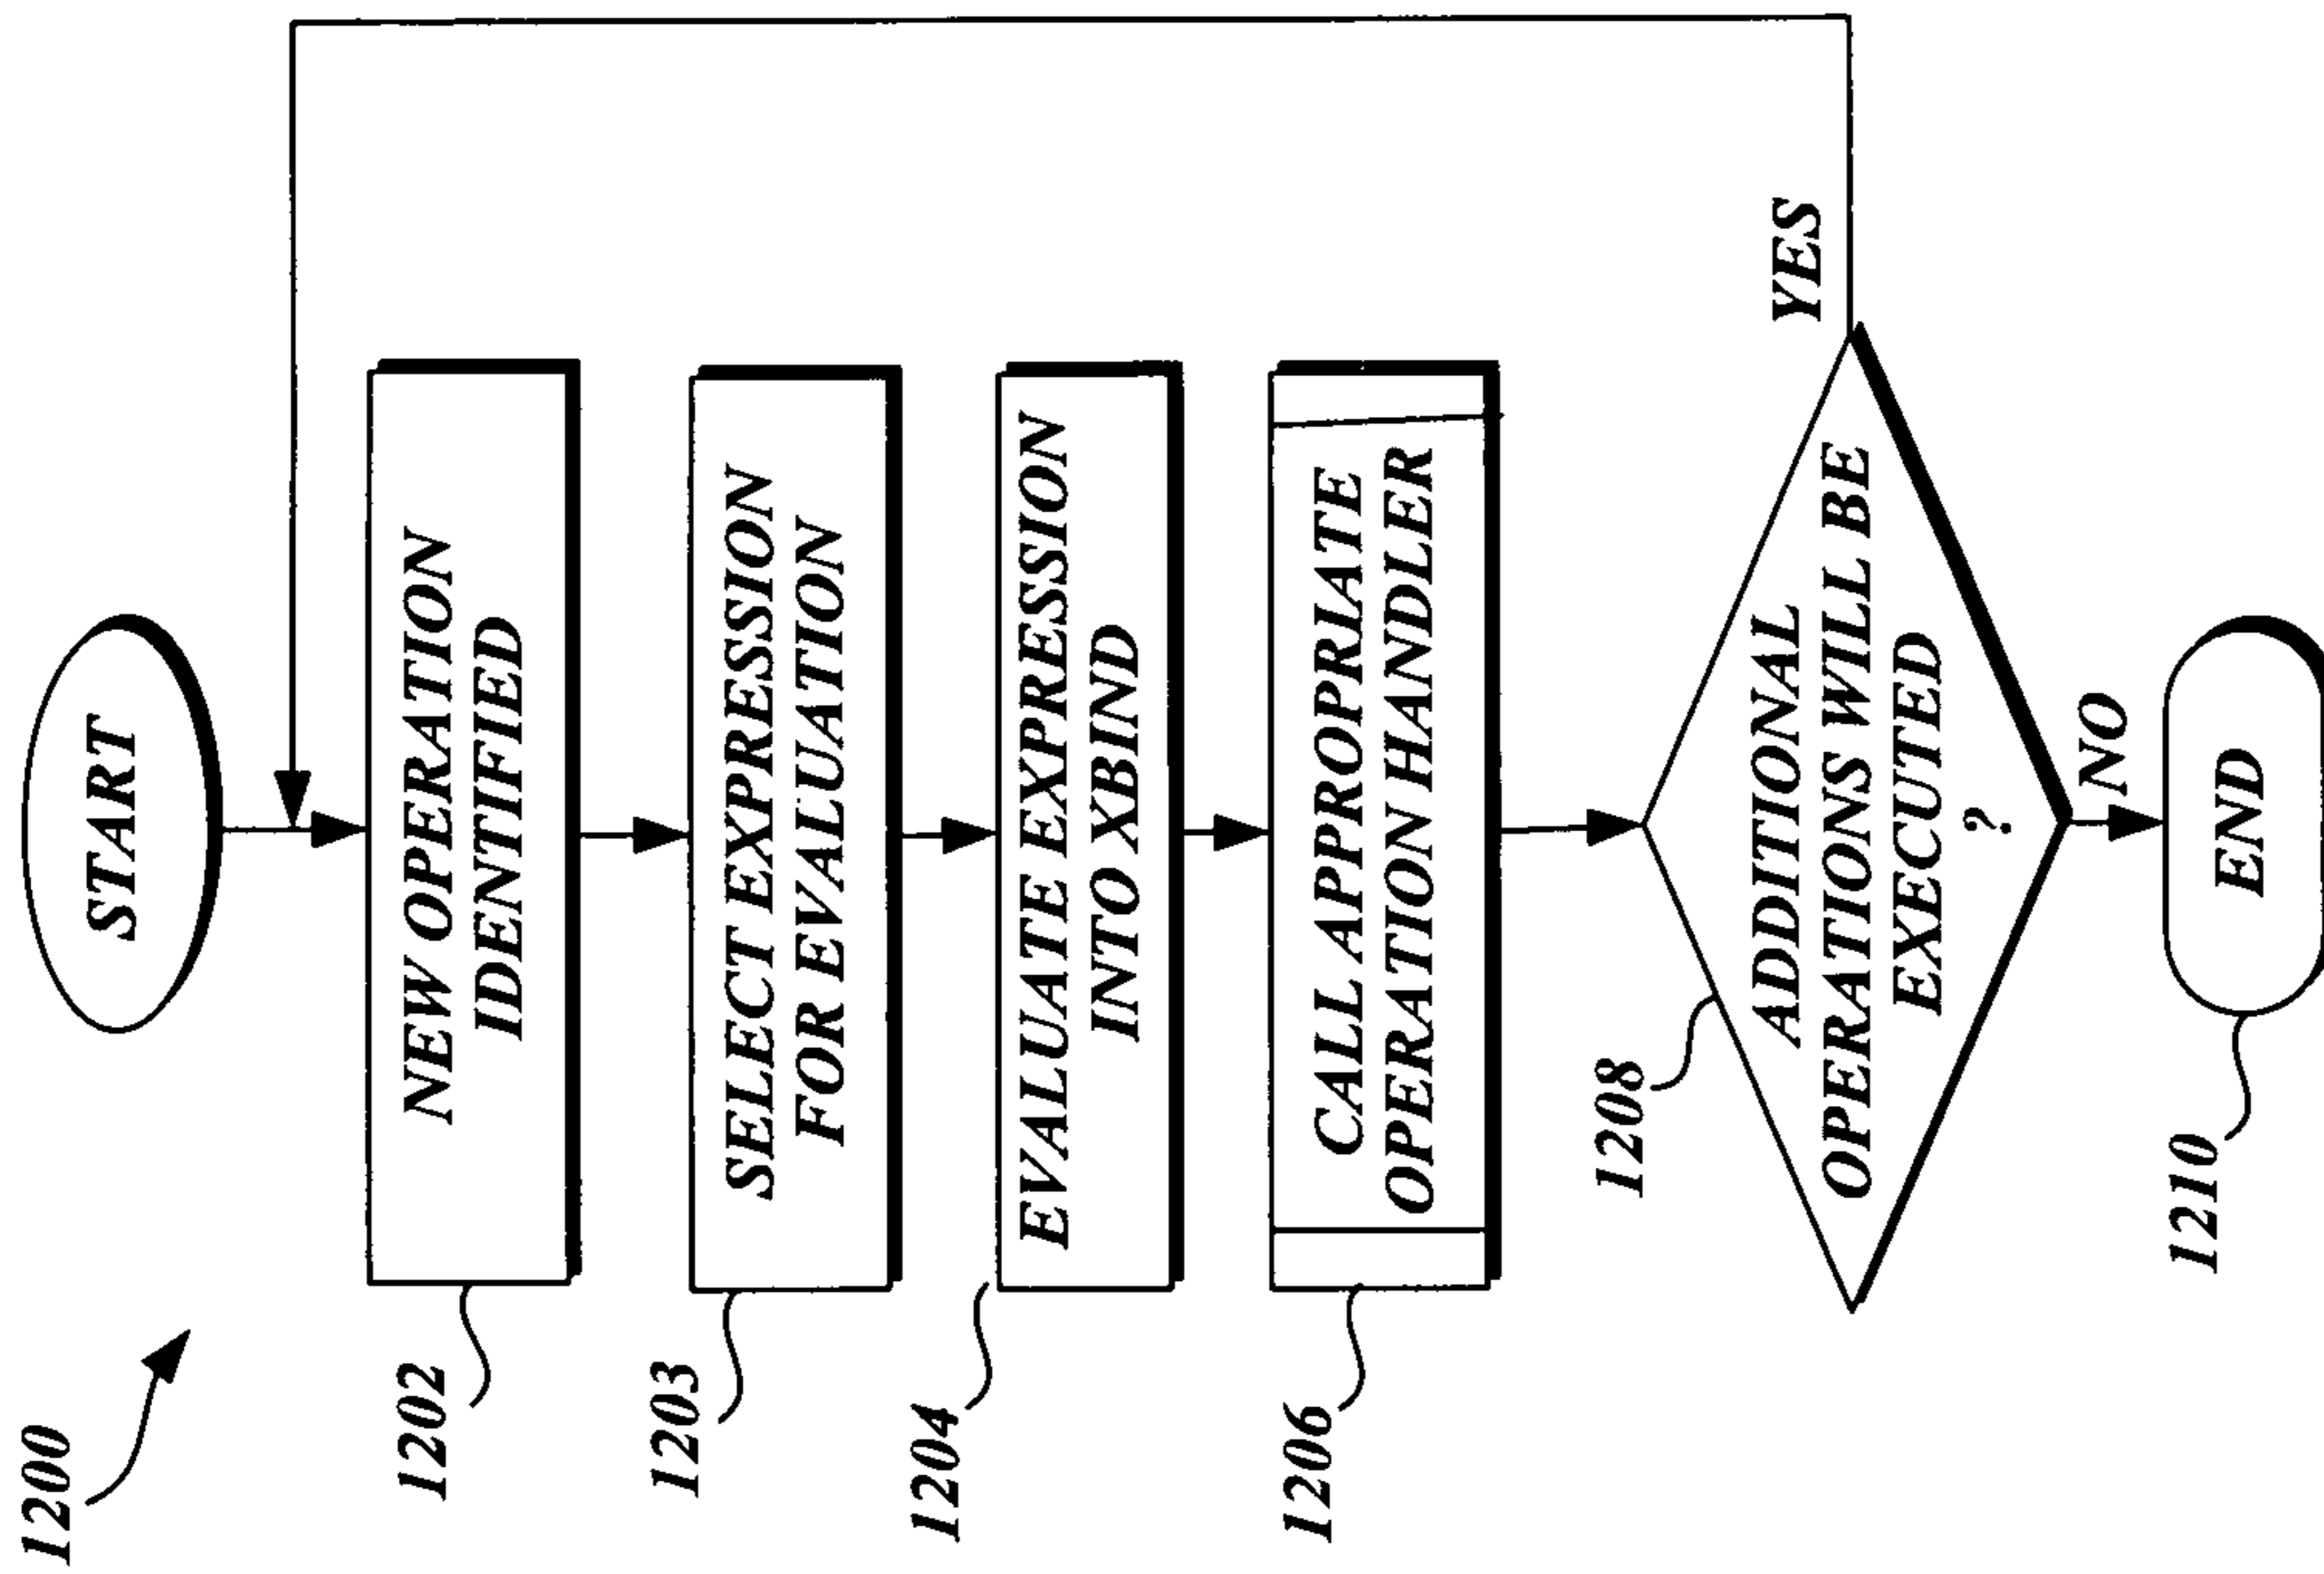 1200
START
1202
NEW OPERATION
IDENTIFIED
1203
SELECT EXPRESSION
FOR EVALUATION
1204
EVALUATE EXPRESSION
INTO XBIND
1206
CALL APPROPRIATE
OPERATION HANDLER
1208
ADDITIONAL
OPERATIONS WILL BE
EXECUTED
?
YES
NO
1210
END